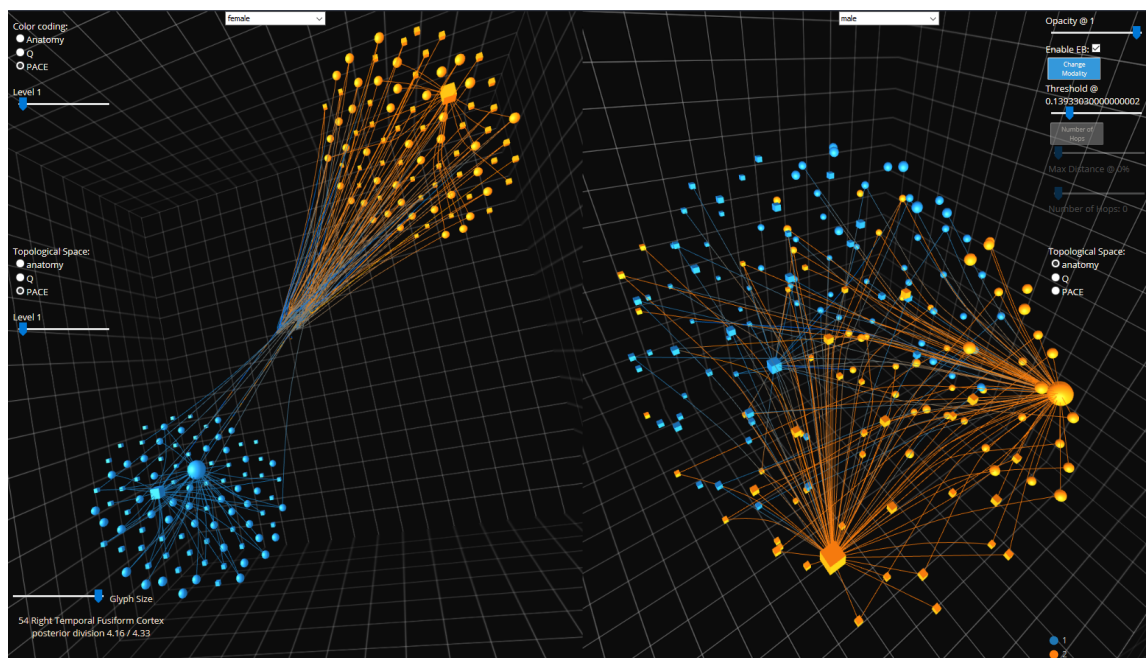 Color coding:
Anatomy
Q
PACE
Level 1
female
Topological Space:
anatomy
Q
PACE
Level 1
Glyph Size
54 Right Temporal Fusiform Cortex
posterior division 4.16 / 4.33
male
Opacity @ 1
Enable EB:
Change
Modality
Threshold @
0.13933030000000002
Number of
Hops
Max Distance @ 0%
Number of Hops: 0
Topological Space:
anatomy
Q
PACE
1
2